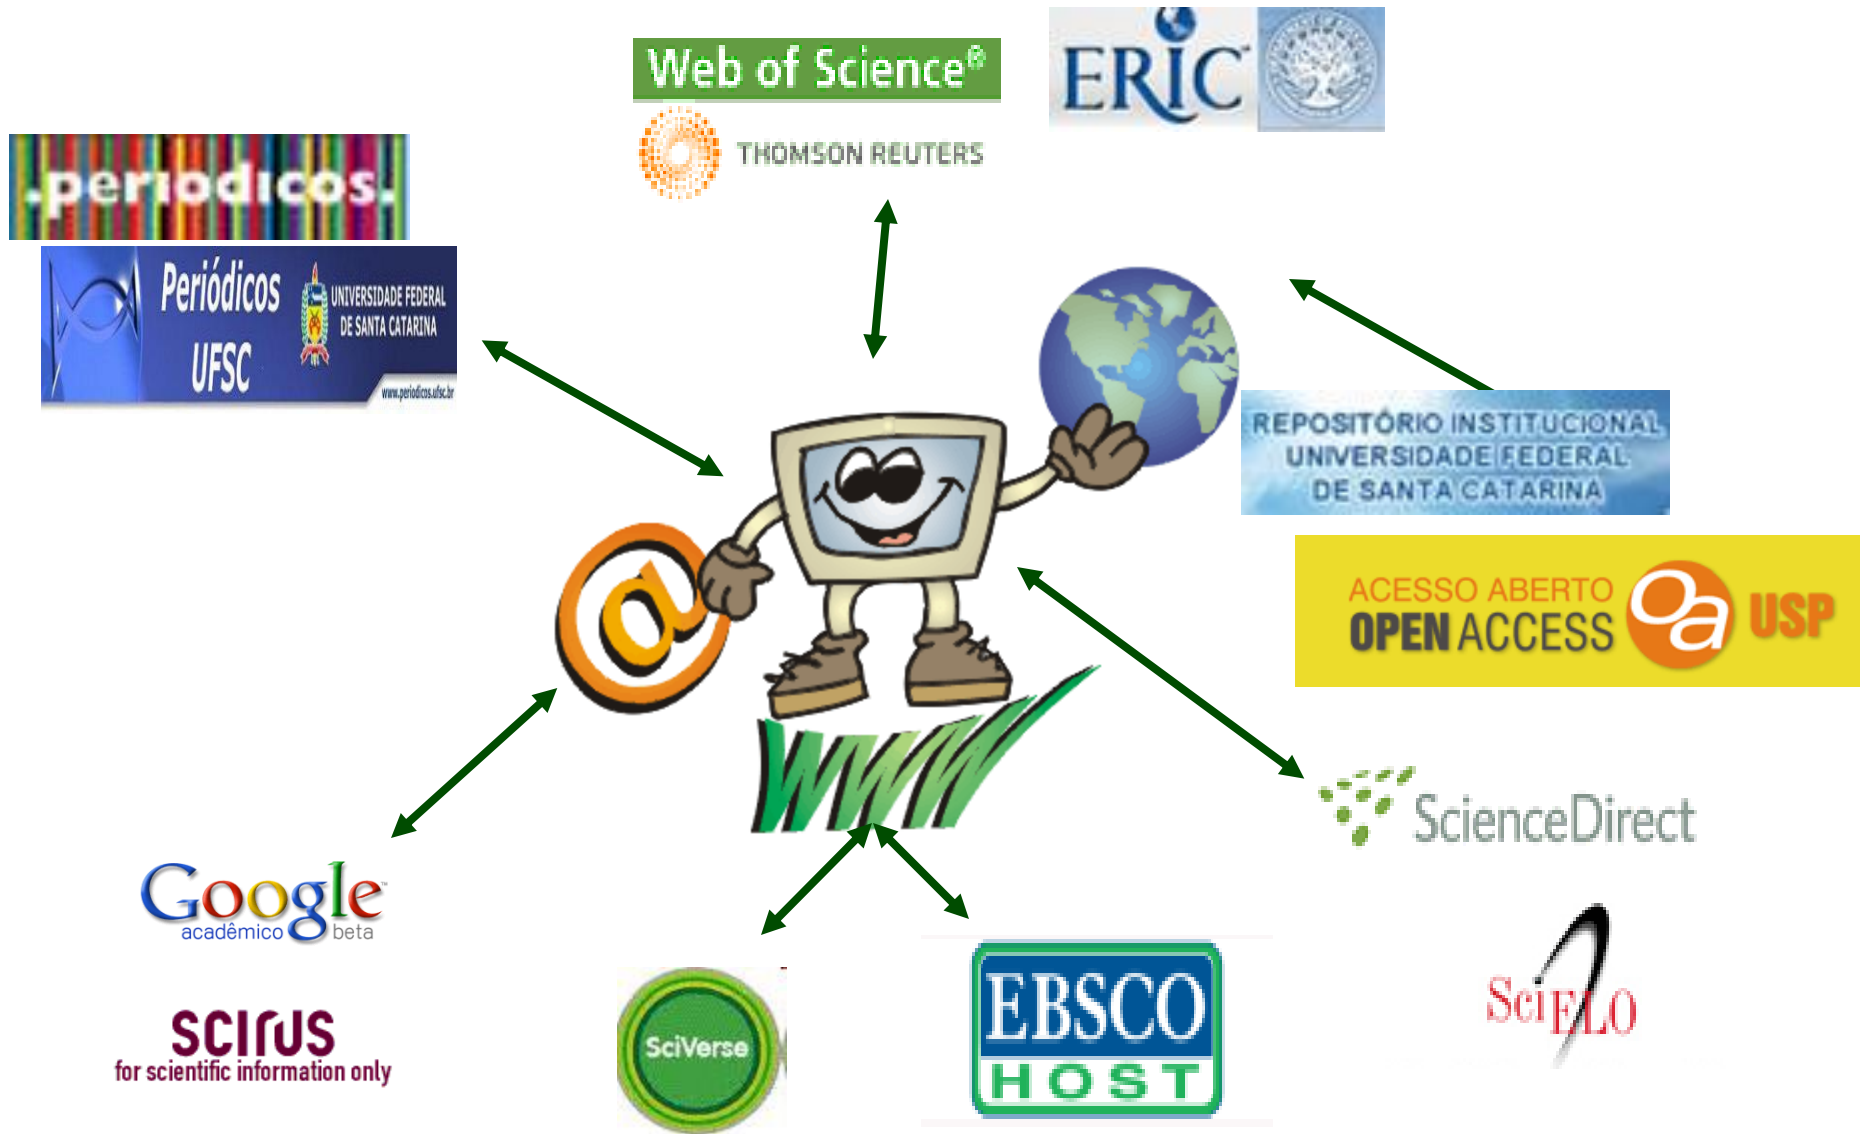 Web of Science®
THOMSON REUTERS
ERIC
.periodicos.
Periódicos
UFSC
UNIVERSIDADE FEDERAL
DE SANTA CATARINA
www.periodicos.ufsc.br
REPOSITÓRIO INSTITUCIONAL
UNIVERSIDADE FEDERAL
DE SANTA CATARINA
@
ACESSO ABERTO
OPEN ACCESS
oa
USP
www
ScienceDirect
Google
acadêmico beta
SciELO
scirus
for scientific information only
SciVerse
EBSCO
HOST